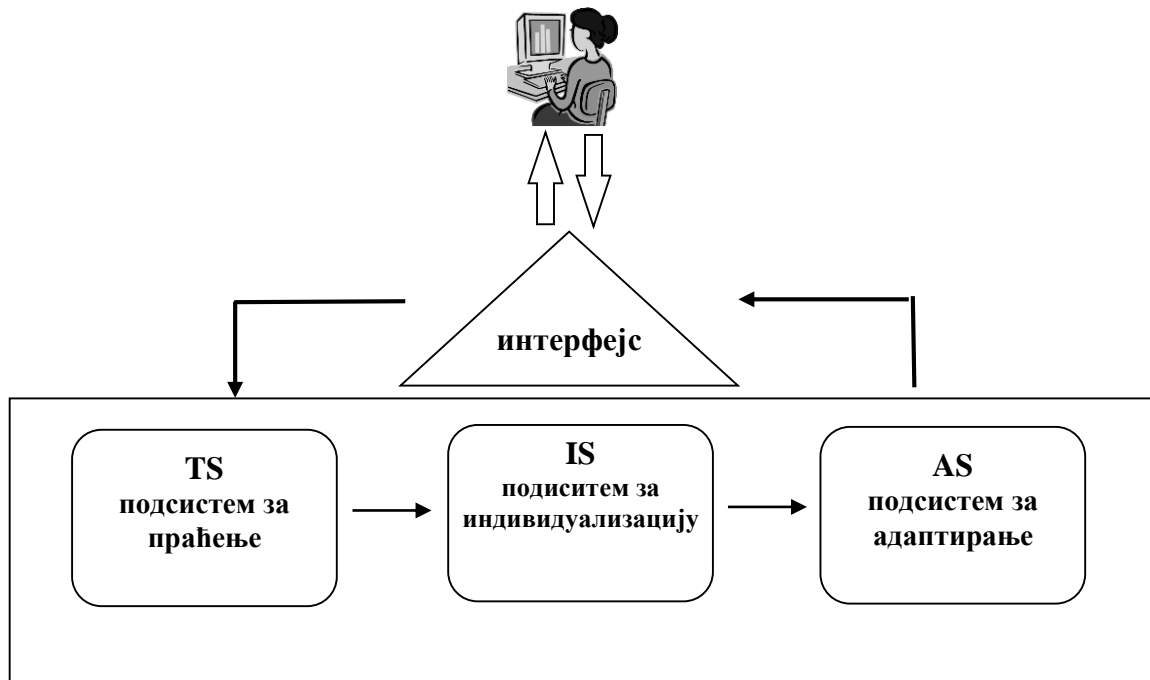 интерфејс
TS
подсистем за
праћење
IS
подиситем за
индивидуализацију
AS
подсистем за
адаптирање